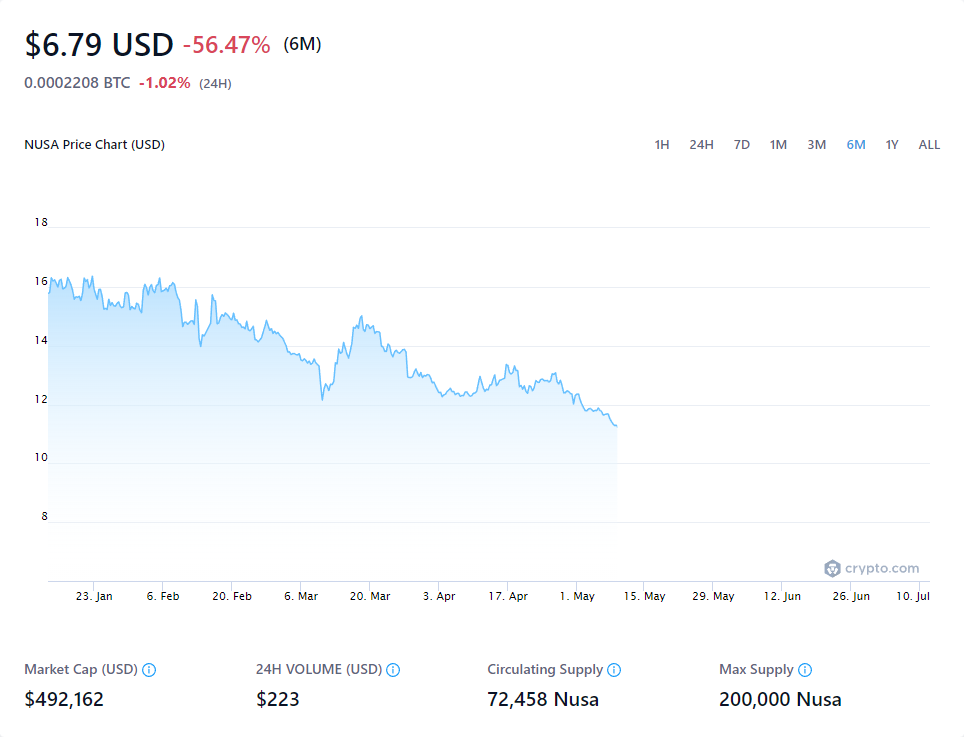 $6.79 USD -56.47% (6M)
0.0002208 BTC -1.02% (24H)
NUSA Price Chart (USD) 1H 24H 7D 1M 3M 6M 1Y ALL
18
16
14
12
10
8
crypto.com
23. Jan 6. Feb 20. Feb 6. Mar 20. Mar 3. Apr 17. Apr 1. May 15. May 29. May 12. Jun 26. Jun 10. Jul
Market Cap (USD) 24H VOLUME (USD) Circulating Supply Max Supply
$492,162 $223 72,458 Nusa 200,000 Nusa